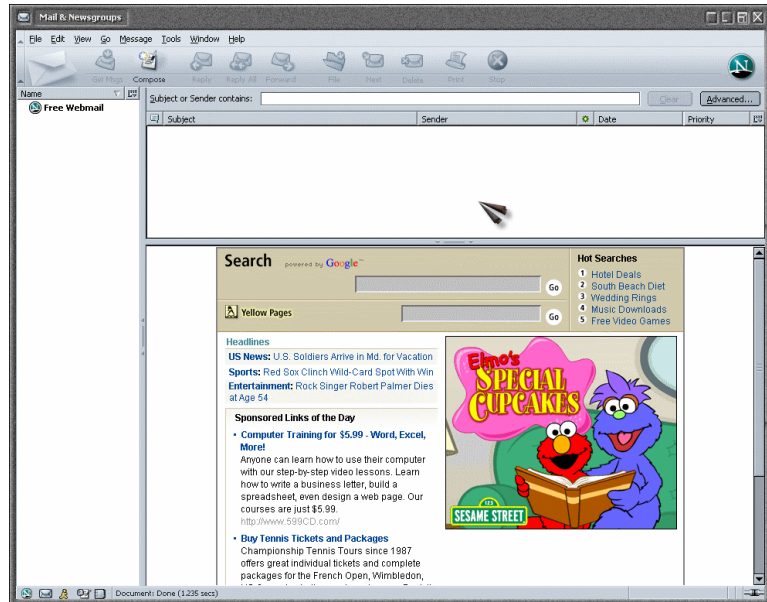 Mail & Newsgroups
File Edit View Go Message Tools Window Help
Get Msgs Compose Reply Reply All Forward File Next Delete Print Stop
N
Name
Free Webmail
Subject or Sender contains: Clear Advanced...
Subject Sender Date Priority
Search powered by Google™
Go
Yellow Pages
Go
Hot Searches
1 Hotel Deals
2 South Beach Diet
3 Wedding Rings
4 Music Downloads
5 Free Video Games
Headlines
US News: U.S. Soldiers Arrive in Md. for Vacation
Sports: Red Sox Clinch Wild-Card Spot With Win
Entertainment: Rock Singer Robert Palmer Dies
at Age 54
Sponsored Links of the Day
• Computer Training for $5.99 - Word, Excel,
More!
Anyone can learn how to use their computer
with our step-by-step video lessons. Learn
how to write a business letter, build a
spreadsheet, even design a web page. Our
courses are just $5.99.
http://www.599CD.com/
• Buy Tennis Tickets and Packages
Championship Tennis Tours since 1987
offers great individual tickets and complete
packages for the French Open, Wimbledon,
Elmo's
SPECIAL
CUPCAKES
123
SESAME STREET
Document: Done (1.235 secs)